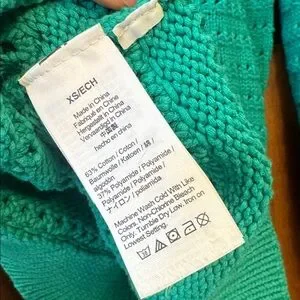 XS/ECH
Made in China
Fabriqué en Chine
Hergestellt in China
Vervaardigd in China
中国製
hecho en china
63% Cotton / Coton /
Baumwolle / Katoen / 綿 /
algodón
37% Polyamide / Polyamide /
Polyamid / Polyamide /
ナイロン / poliamida
Machine Wash Cold With Like
Colors. Non-Chlorine Bleach
Only. Tumble Dry Low. Iron on
Lowest Setting.